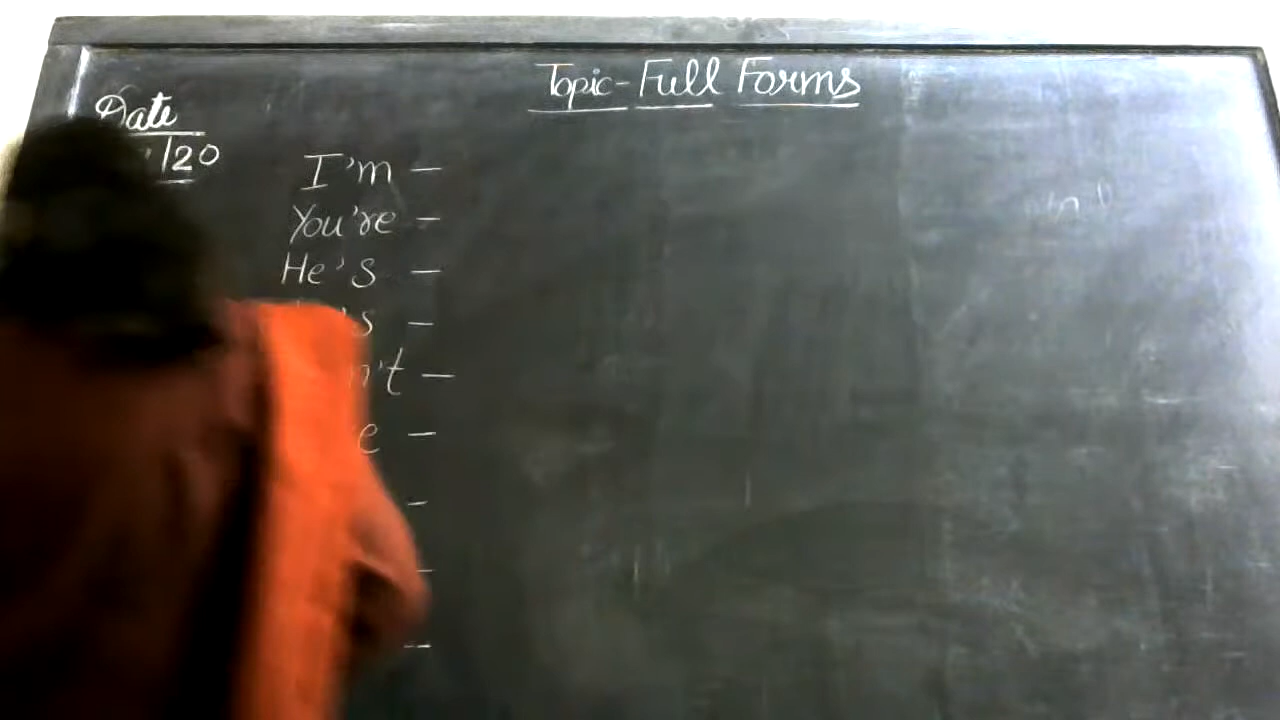 Topic - Full Forms
Date
/20
I'm -
You're -
He's -
's -
n't -
e -
-
-
-